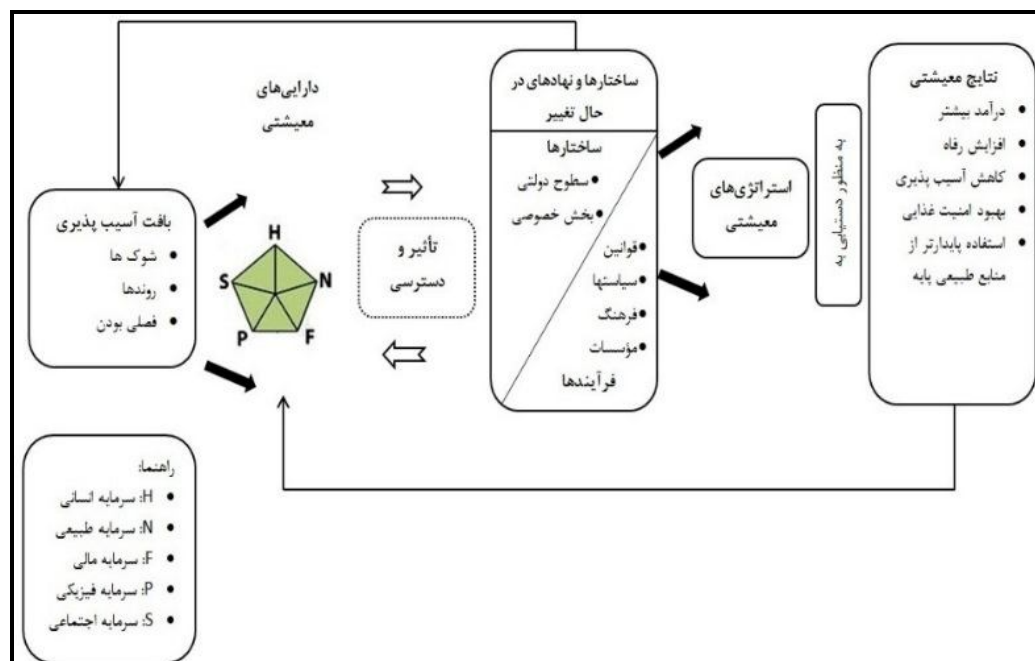 دارایی‌های
معیشتی
بافت آسیب پذیری
شوک ها
روندها
فصلی بودن
H
S
N
P
F
تأثیر و
دسترسی
ساختارها و نهادهای در
حال تغییر
ساختارها
سطوح دولتی
بخش خصوصی
قوانین
سیاستها
فرهنگ
مؤسسات
فرآیندها
استراتژی‌های
معیشتی
به منظور دستیابی به
نتایج معیشتی
درآمد بیشتر
افزایش رفاه
کاهش آسیب پذیری
بهبود امنیت غذایی
استفاده پایدارتر از
منابع طبیعی پایه
راهنما:
H: سرمایه انسانی
N: سرمایه طبیعی
F: سرمایه مالی
P: سرمایه فیزیکی
S: سرمایه اجتماعی